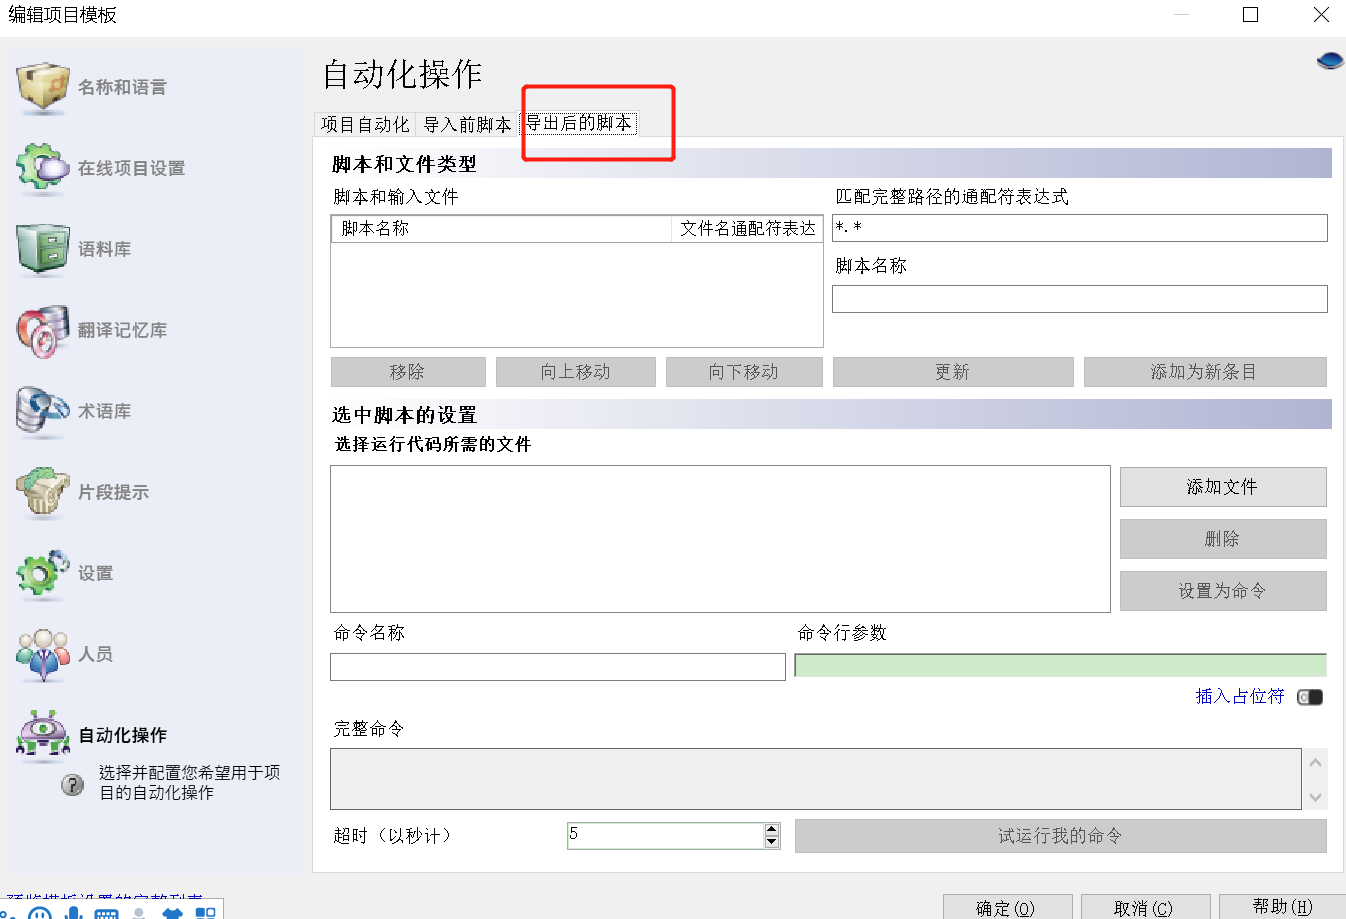 编辑项目模板
名称和语言
在线项目设置
语料库
翻译记忆库
术语库
片段提示
设置
人员
自动化操作
选择并配置您希望用于项
目的自动化操作
自动化操作
项目自动化 导入前脚本 导出后的脚本
脚本和文件类型
脚本和输入文件
匹配完整路径的通配符表达式
脚本名称 文件名通配符表达
*.*
脚本名称
移除 向上移动 向下移动 更新 添加为新条目
选中脚本的设置
选择运行代码所需的文件
添加文件
删除
设置为命令
命令名称 命令行参数
插入占位符
完整命令
超时（以秒计） 5 试运行我的命令
确定(O) 取消(C) 帮助(H)